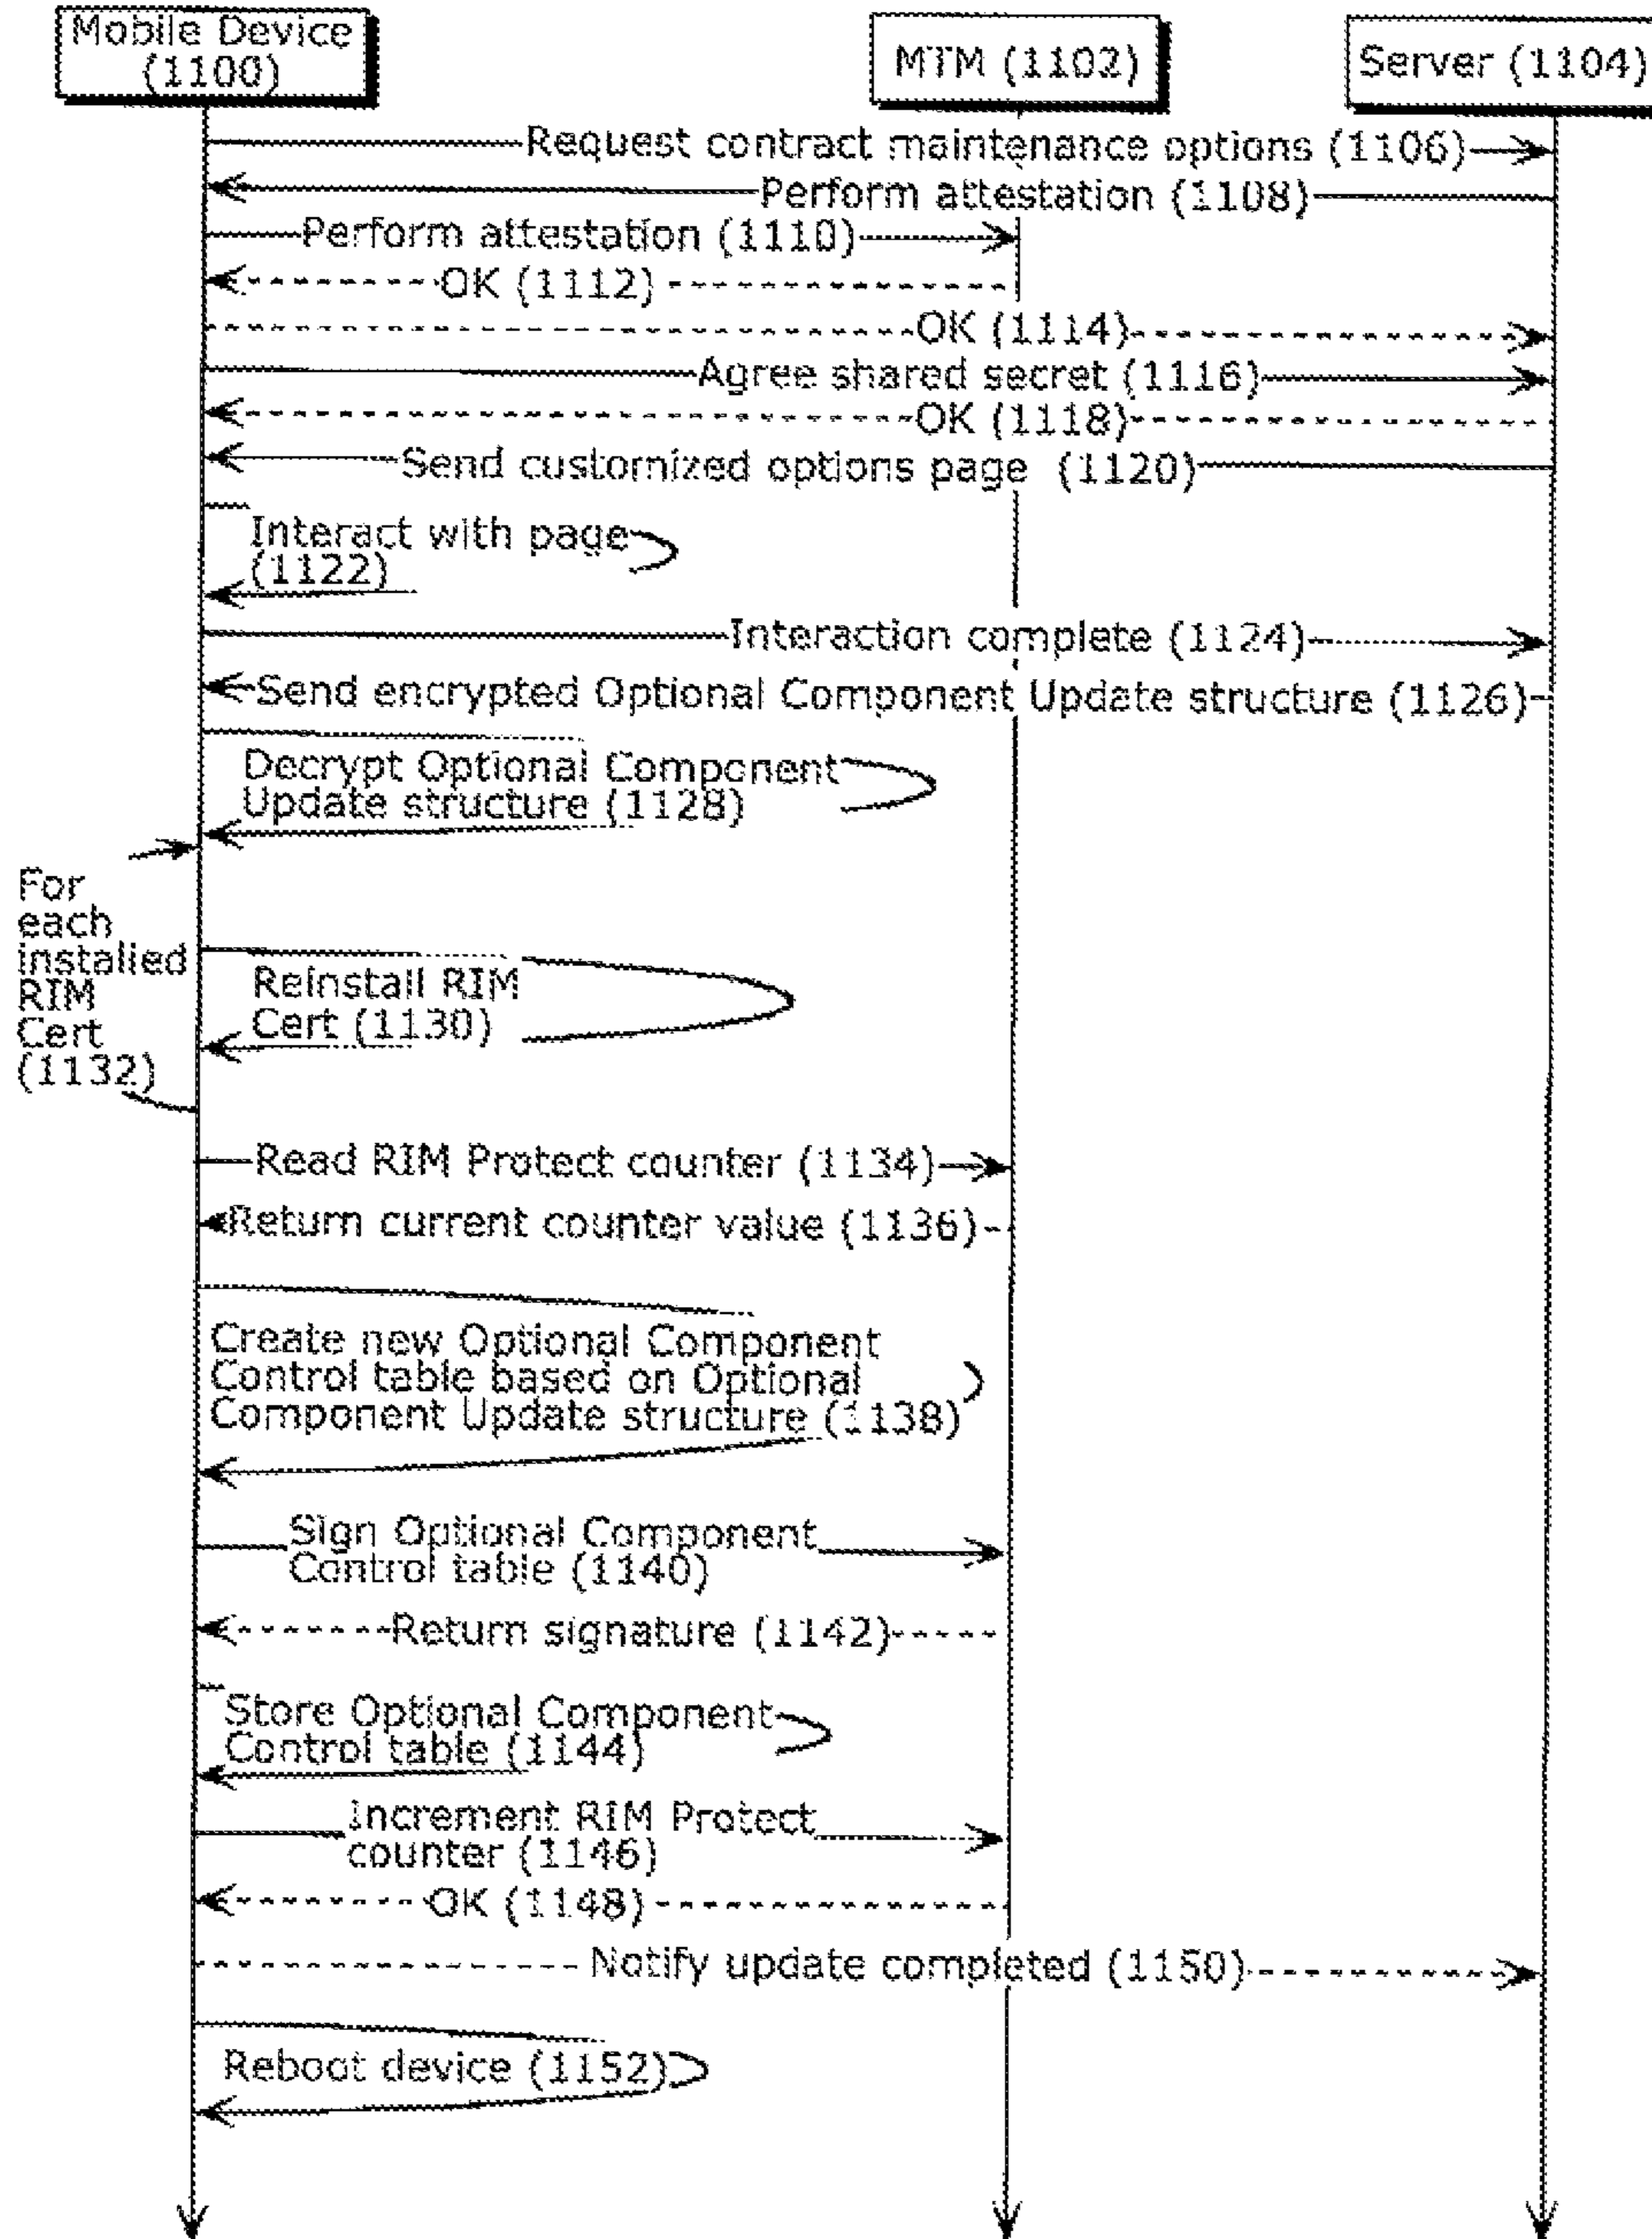 Mobile Device
(1100)
MTM (1102)
Server (1104)
Request contract maintenance options (1106)
Perform attestation (1108)
Perform attestation (1110)
OK (1112)
OK (1114)
Agree shared secret (1116)
OK (1118)
Send customized options page (1120)
Interact with page
(1122)
Interaction complete (1124)
Send encrypted Optional Component Update structure (1126)
Decrypt Optional Component
Update structure (1128)
For
each
installed
RIM
Cert
(1132)
Reinstall RIM
Cert (1130)
Read RIM Protect counter (1134)
Return current counter value (1136)
Create new Optional Component
Control table based on Optional
Component Update structure (1138)
Sign Optional Component
Control table (1140)
Return signature (1142)
Store Optional Component
Control table (1144)
Increment RIM Protect
counter (1146)
OK (1148)
Notify update completed (1150)
Reboot device (1152)